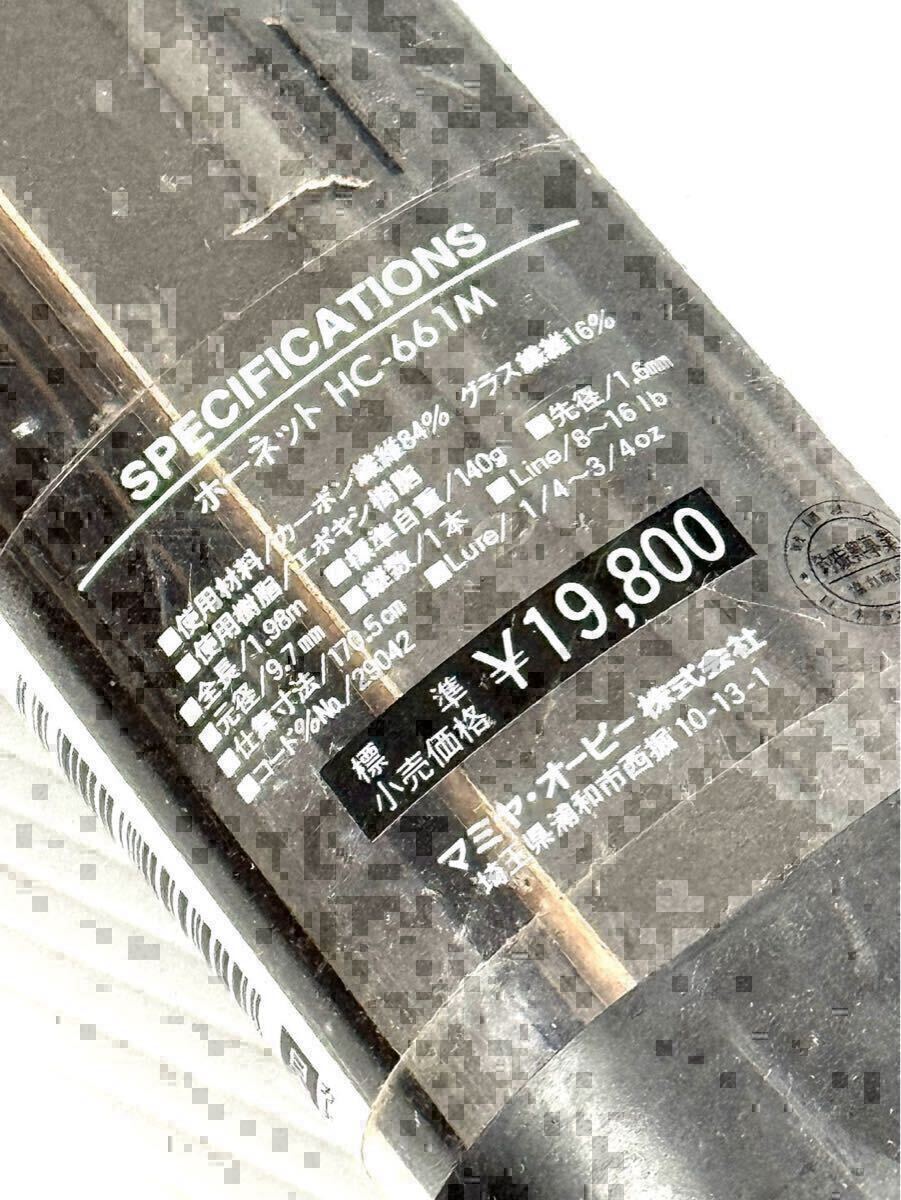 SPECIFICATIONS
ホーネット HC-661M
■使用材料/カーボン繊維84% グラス繊維16%
■使用樹脂/エポキシ樹脂
■全長/1.98m ■標準自重/140g ■先径/1.6mm
■元径/9.7mm ■継数/1本 ■Line/8~16lb
■仕舞寸法/170.5cm ■Lure/ 1/4~3/4oz
■コード%No./29042
標準小売価格 ¥19,800
マミヤ・オーピー株式会社
埼玉県浦和市西堀10-13-1